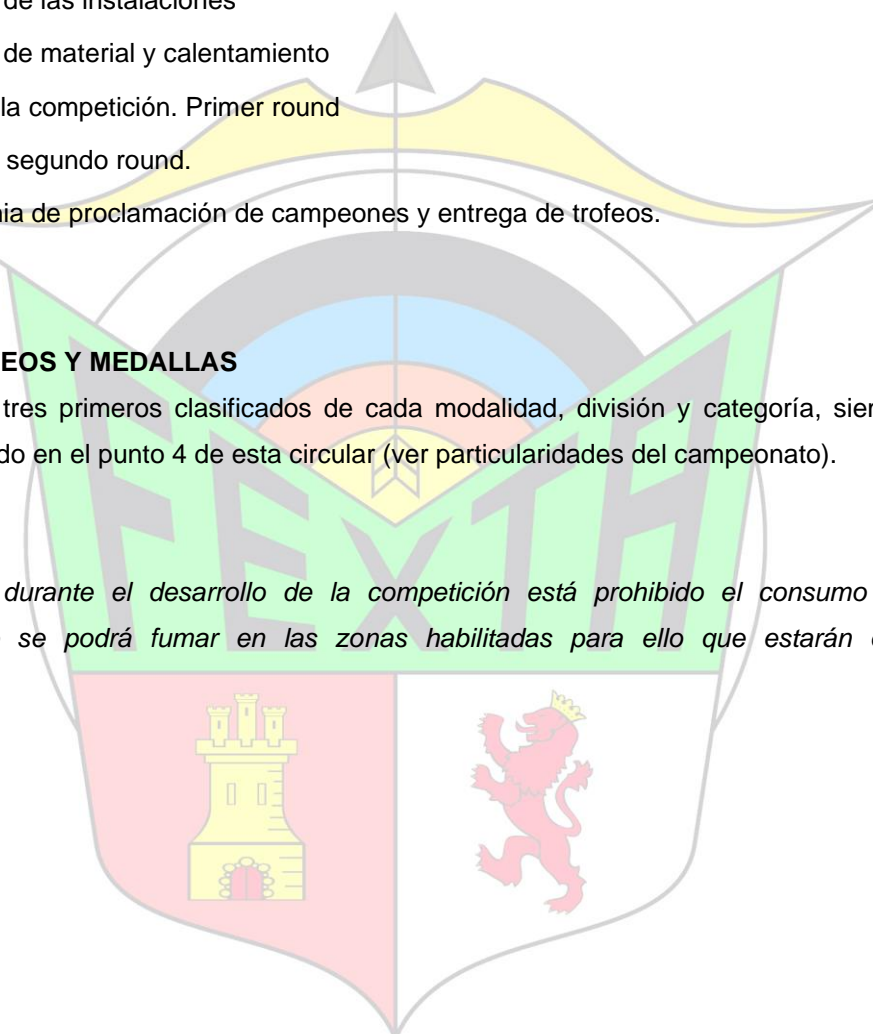 de las instalaciones
de material y calentamiento
la competición. Primer round
segundo round.
nia de proclamación de campeones y entrega de trofeos.
EOS Y MEDALLAS
tres primeros clasificados de cada modalidad, división y categoría, sier
do en el punto 4 de esta circular (ver particularidades del campeonato).
durante el desarrollo de la competición está prohibido el consumo
se podrá fumar en las zonas habilitadas para ello que estarán
FEXTA